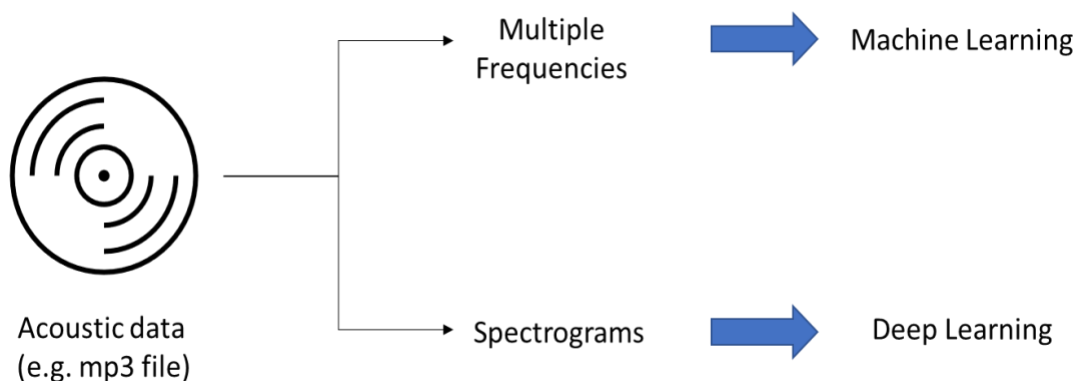 Multiple
Frequencies
Machine Learning
Acoustic data
(e.g. mp3 file)
Spectrograms
Deep Learning